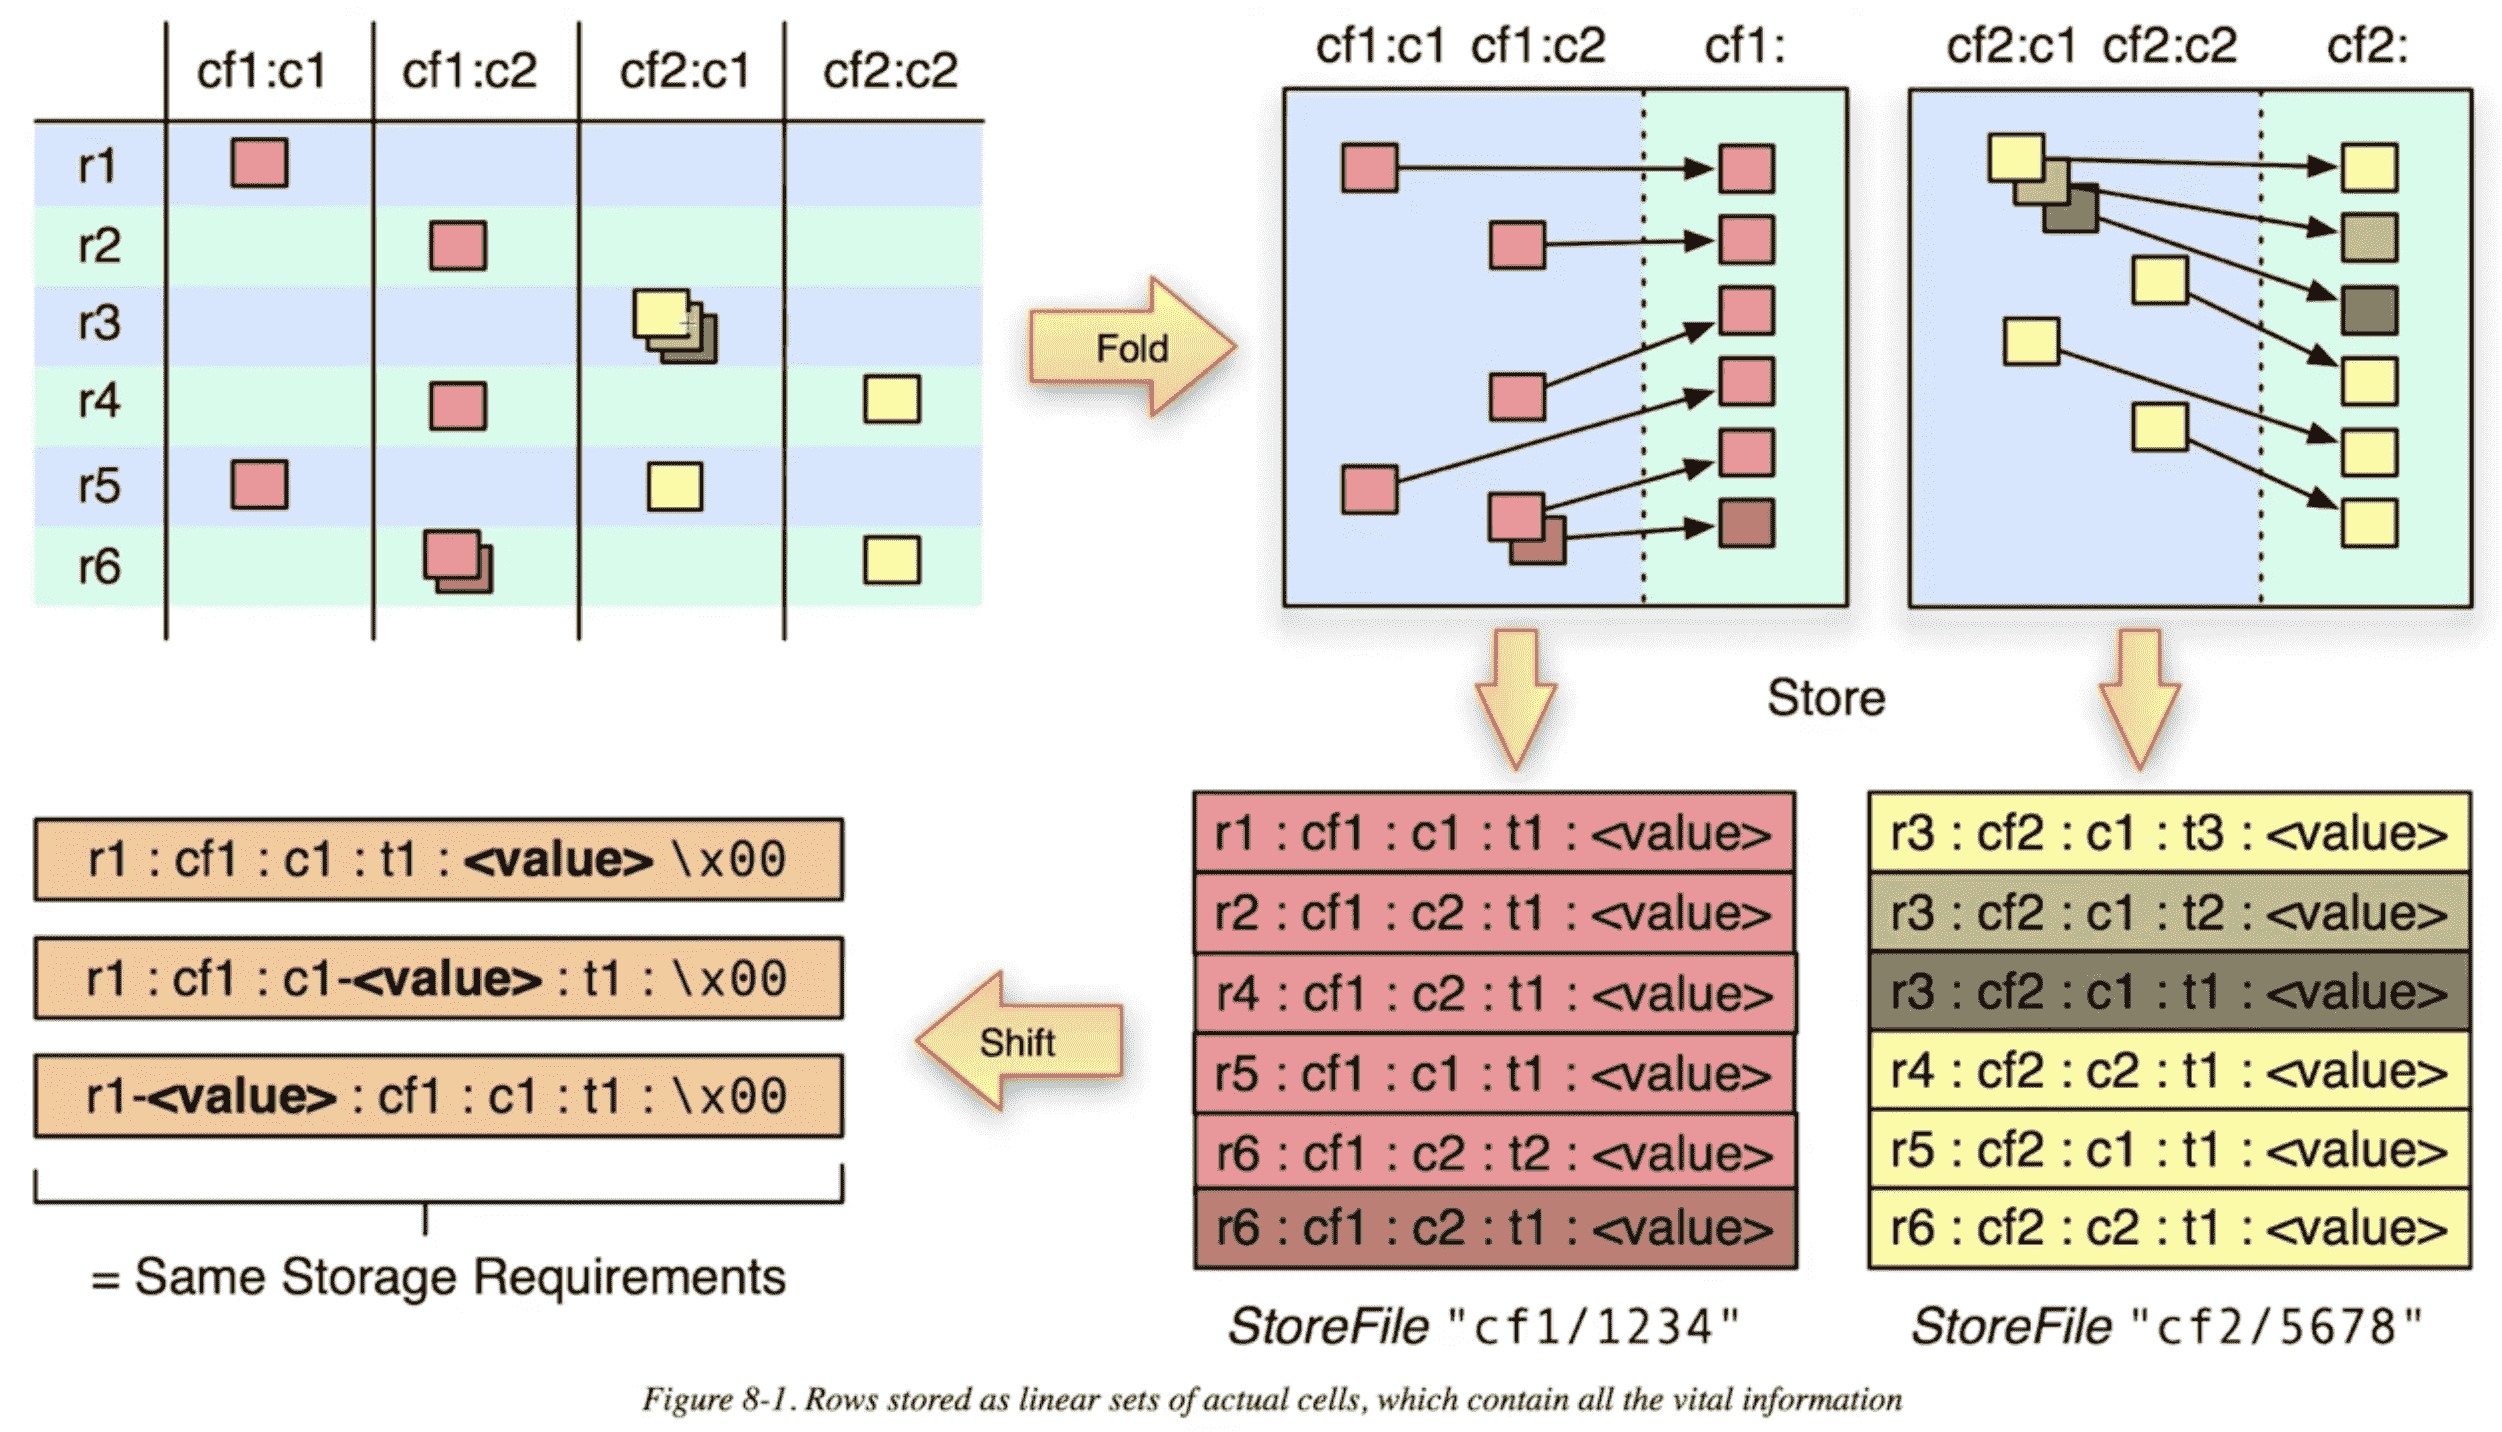 cf1:c1 cf1:c2 cf2:c1 cf2:c2
r1
r2
r3
r4
r5
r6
Fold
cf1:c1 cf1:c2 cf1:
cf2:c1 cf2:c2 cf2:
Store
r1 : cf1 : c1 : t1 : <value>
r2 : cf1 : c2 : t1 : <value>
r4 : cf1 : c2 : t1 : <value>
r5 : cf1 : c1 : t1 : <value>
r6 : cf1 : c2 : t2 : <value>
r6 : cf1 : c2 : t1 : <value>
StoreFile "cf1/1234"
r3 : cf2 : c1 : t3 : <value>
r3 : cf2 : c1 : t2 : <value>
r3 : cf2 : c1 : t1 : <value>
r4 : cf2 : c2 : t1 : <value>
r5 : cf2 : c1 : t1 : <value>
r6 : cf2 : c2 : t1 : <value>
StoreFile "cf2/5678"
Shift
r1 : cf1 : c1 : t1 : <value> \x00
r1 : cf1 : c1-<value> : t1 : \x00
r1-<value> : cf1 : c1 : t1 : \x00
= Same Storage Requirements
Figure 8-1. Rows stored as linear sets of actual cells, which contain all the vital information